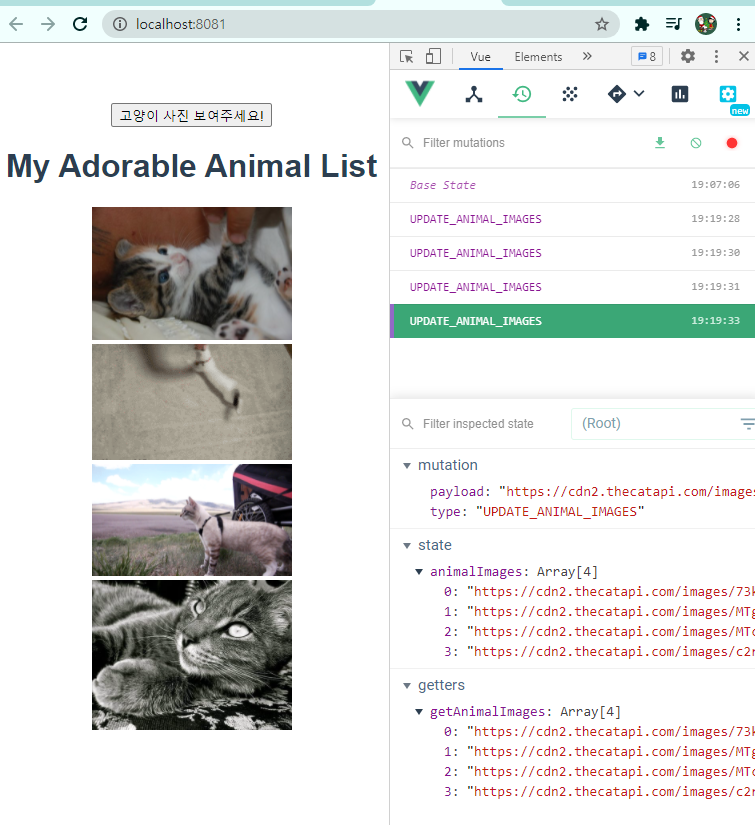 localhost:8081
Vue Elements » 8
new
고양이 사진 보여주세요!
My Adorable Animal List
Filter mutations
Base State 19:07:06
UPDATE_ANIMAL_IMAGES 19:19:28
UPDATE_ANIMAL_IMAGES 19:19:30
UPDATE_ANIMAL_IMAGES 19:19:31
UPDATE_ANIMAL_IMAGES 19:19:33
Filter inspected state (Root)
mutation
payload: "https://cdn2.thecatapi.com/images
type: "UPDATE_ANIMAL_IMAGES"
state
animalImages: Array[4]
0: "https://cdn2.thecatapi.com/images/73k
1: "https://cdn2.thecatapi.com/images/MTg
2: "https://cdn2.thecatapi.com/images/MTc
3: "https://cdn2.thecatapi.com/images/c2r
getters
getAnimalImages: Array[4]
0: "https://cdn2.thecatapi.com/images/73k
1: "https://cdn2.thecatapi.com/images/MTg
2: "https://cdn2.thecatapi.com/images/MTc
3: "https://cdn2.thecatapi.com/images/c2r